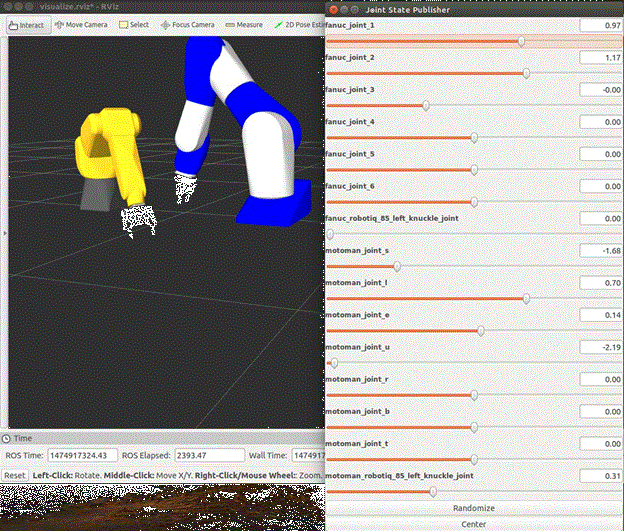 visualize.rviz* - RViz
Interact Move Camera Select Focus Camera Measure 2D Pose Esti
Time
ROS Time: 1474917324.43 ROS Elapsed: 2393.47 Wall Time: 147491
Reset Left-Click: Rotate. Middle-Click: Move X/Y. Right-Click/Mouse Wheel: Zoom.
Joint State Publisher
fanuc_joint_1 0.97
fanuc_joint_2 1.17
fanuc_joint_3 -0.00
fanuc_joint_4 0.00
fanuc_joint_5 0.00
fanuc_joint_6 0.00
fanuc_robotiq_85_left_knuckle_joint 0.00
motoman_joint_s -1.68
motoman_joint_l 0.70
motoman_joint_e 0.14
motoman_joint_u -2.19
motoman_joint_r 0.00
motoman_joint_b 0.00
motoman_joint_t 0.00
motoman_robotiq_85_left_knuckle_joint 0.31
Randomize
Center